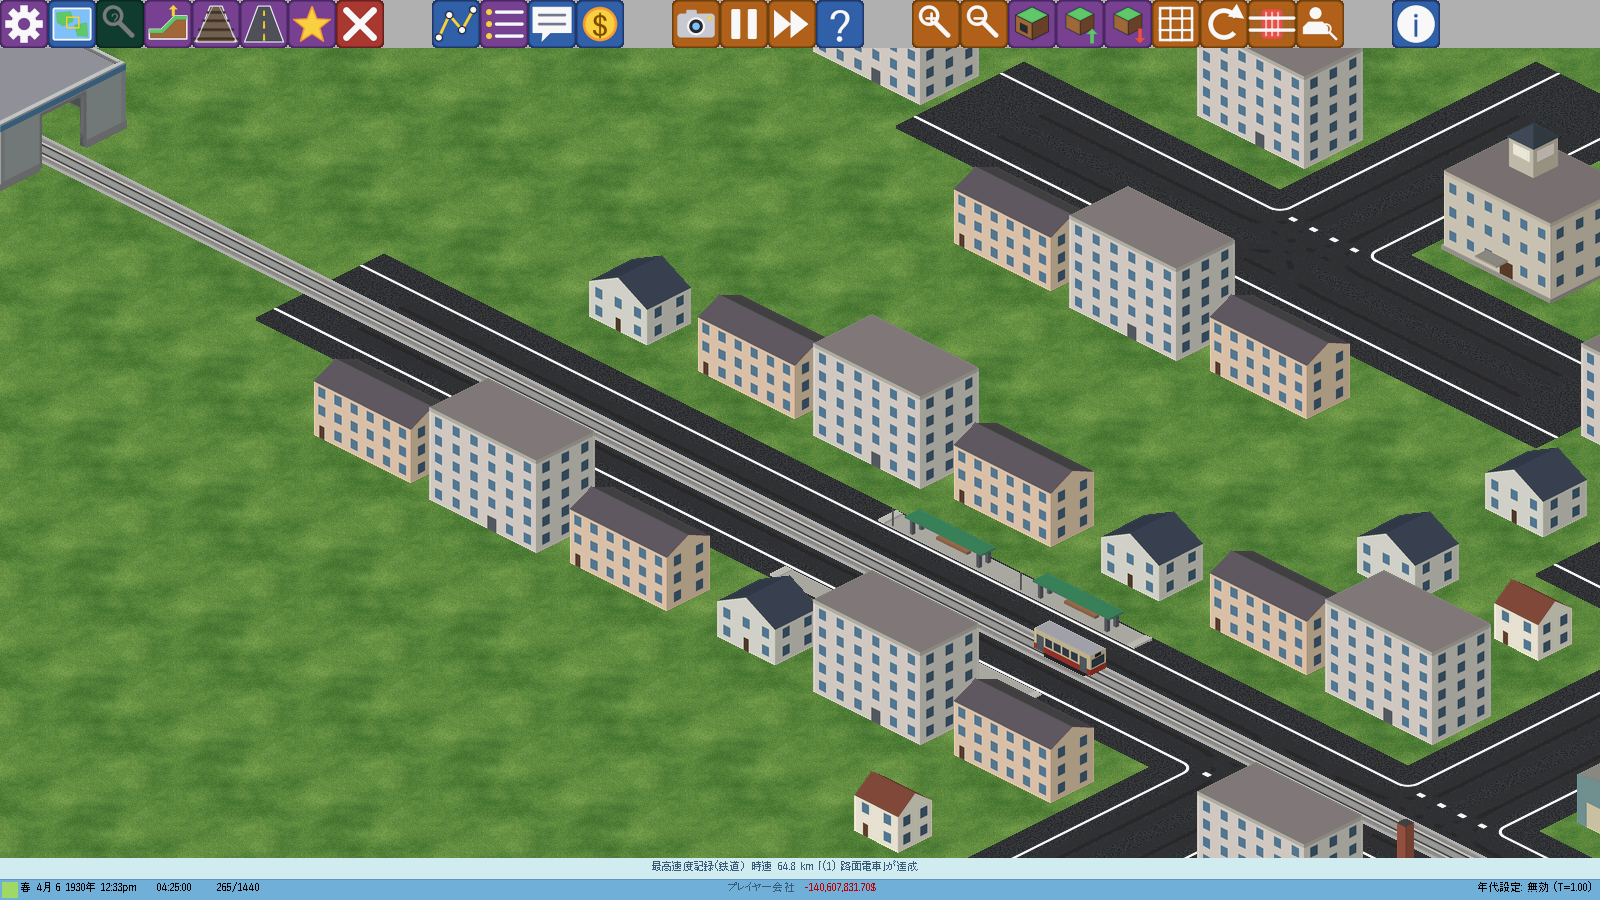 最高速度記録(鉄道) 時速 64.8 km「(1) 路面電車」が達成
春 4月 6 1930年 12:33pm 04:25:00 265/1440
プレイヤー会社 -140,607,831.70$
年代設定: 無効 (T=1.00)